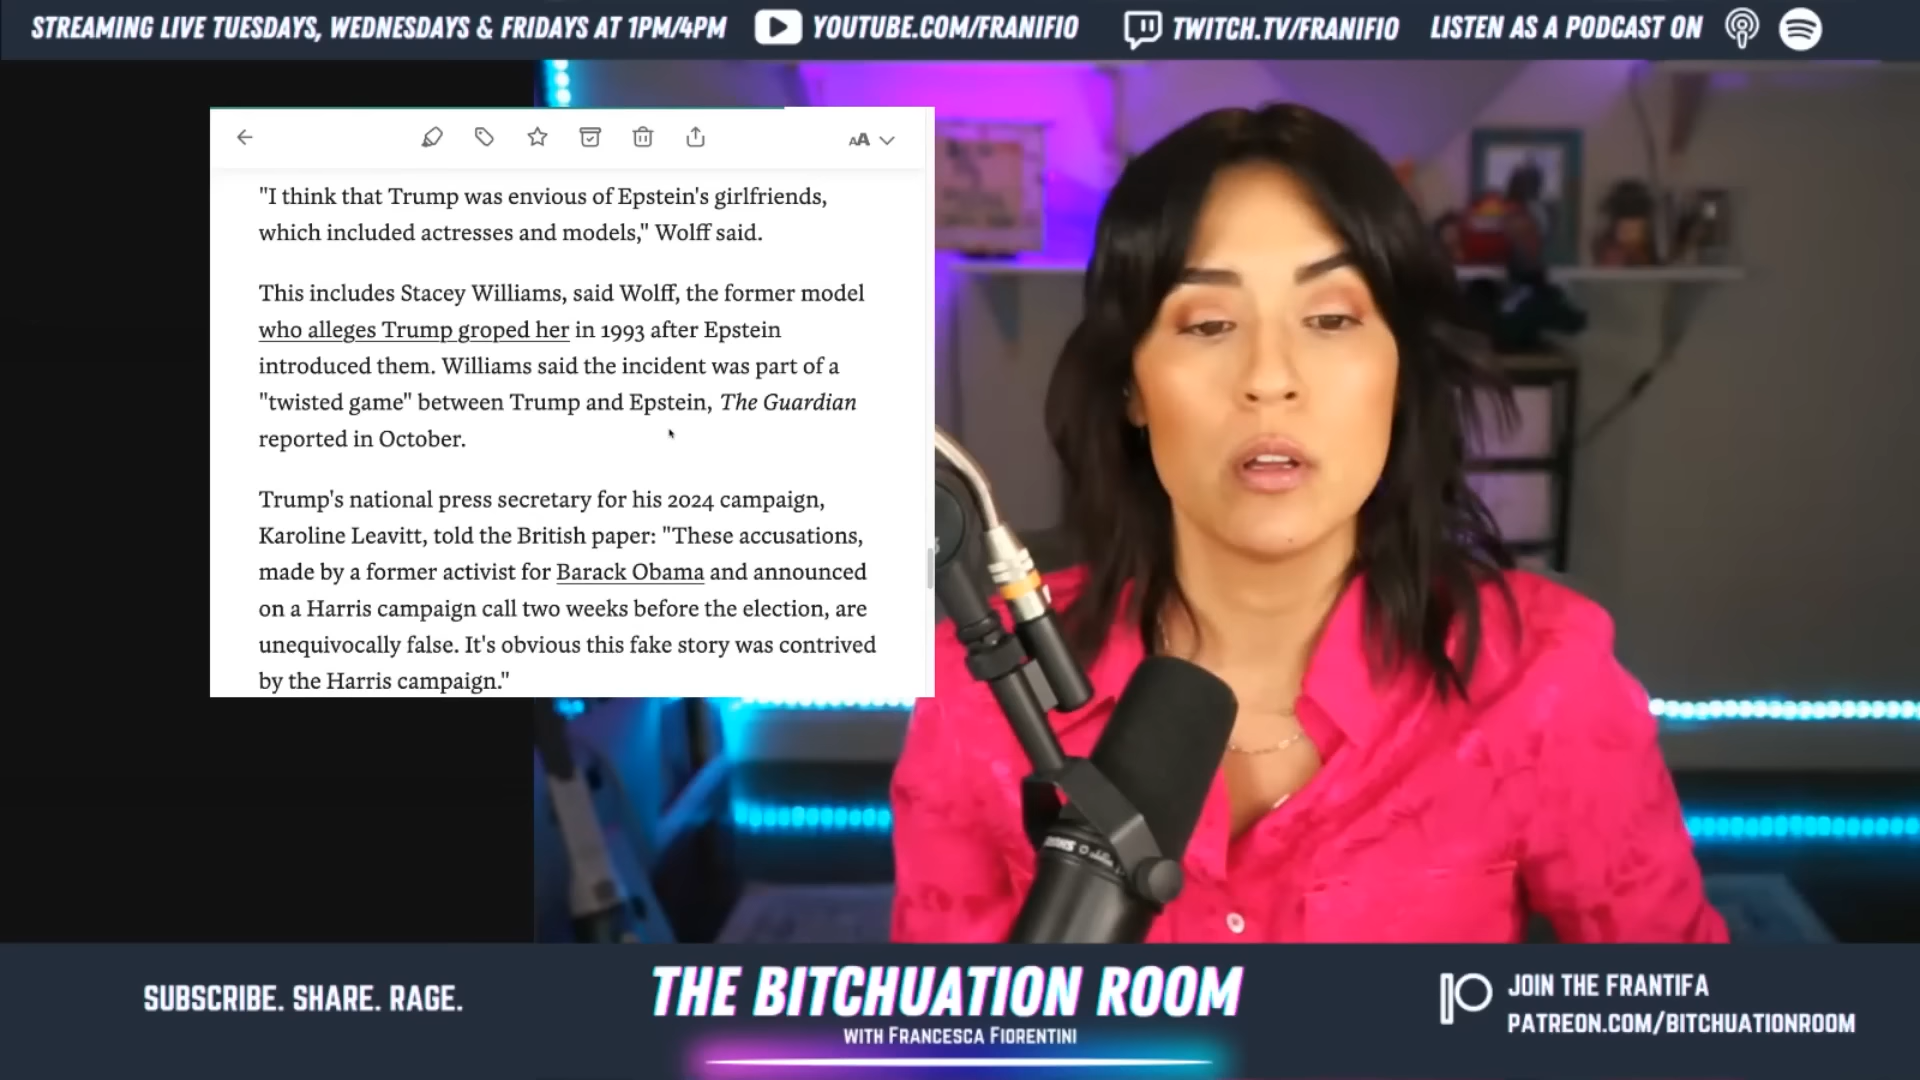 STREAMING LIVE TUESDAYS, WEDNESDAYS & FRIDAYS AT 1PM/4PM
YOUTUBE.COM/FRANIFIO
TWITCH.TV/FRANIFIO
LISTEN AS A PODCAST ON
AA
"I think that Trump was envious of Epstein's girlfriends,
which included actresses and models," Wolff said.
This includes Stacey Williams, said Wolff, the former model
who alleges Trump groped her in 1993 after Epstein
introduced them. Williams said the incident was part of a
"twisted game" between Trump and Epstein, The Guardian
reported in October.
Trump's national press secretary for his 2024 campaign,
Karoline Leavitt, told the British paper: "These accusations,
made by a former activist for Barack Obama and announced
on a Harris campaign call two weeks before the election, are
unequivocally false. It's obvious this fake story was contrived
by the Harris campaign."
SUBSCRIBE. SHARE. RAGE.
THE BITCHUATION ROOM
WITH FRANCESCA FIORENTINI
JOIN THE FRANTIFA
PATREON.COM/BITCHUATIONROOM